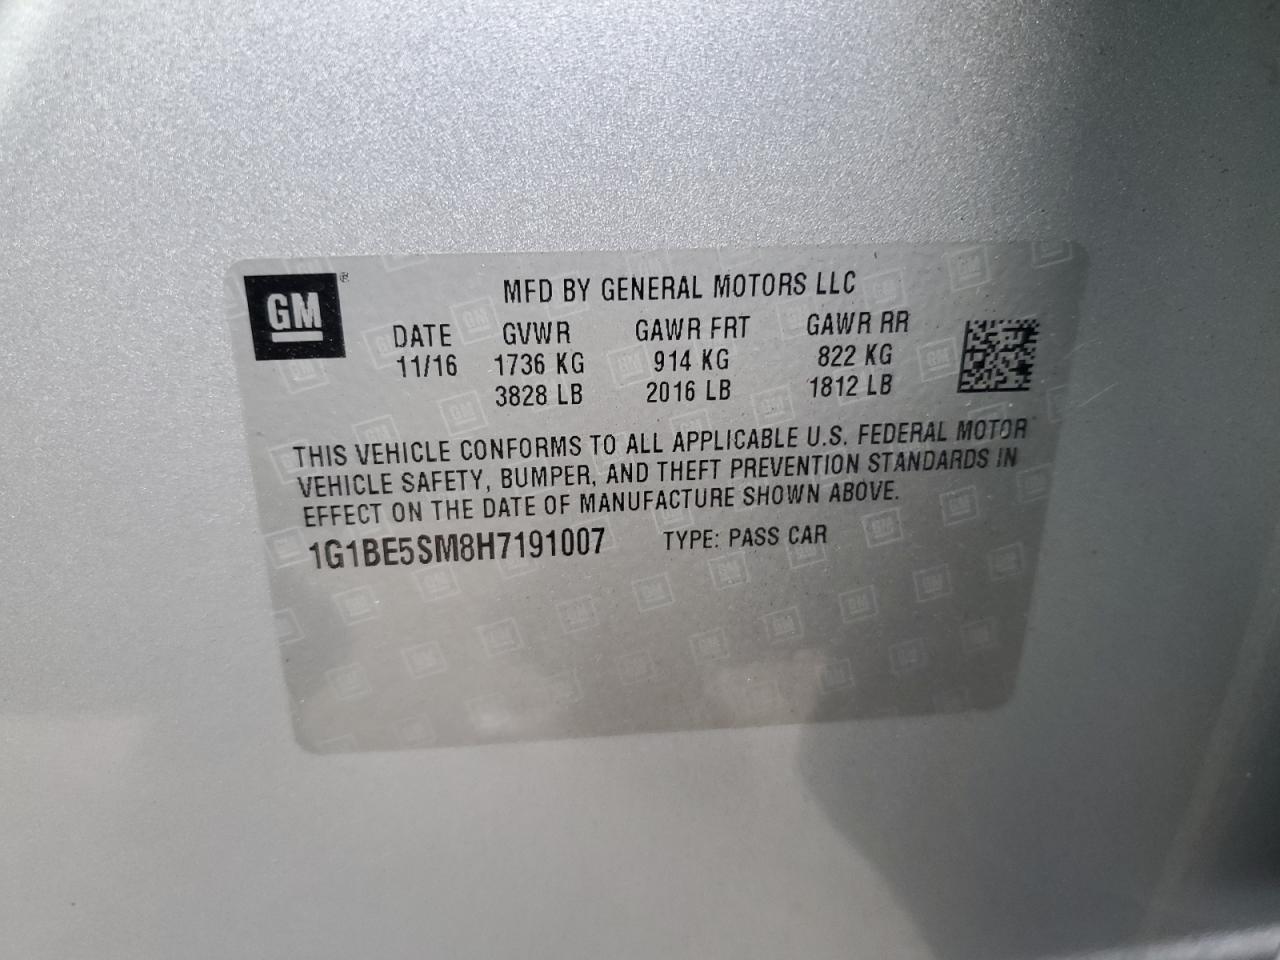 GM ®
MFD BY GENERAL MOTORS LLC
DATE GVWR GAWR FRT GAWR RR
11/16 1736 KG 914 KG 822 KG
3828 LB 2016 LB 1812 LB
THIS VEHICLE CONFORMS TO ALL APPLICABLE U.S. FEDERAL MOTOR
VEHICLE SAFETY, BUMPER, AND THEFT PREVENTION STANDARDS IN
EFFECT ON THE DATE OF MANUFACTURE SHOWN ABOVE.
1G1BE5SM8H7191007 TYPE: PASS CAR